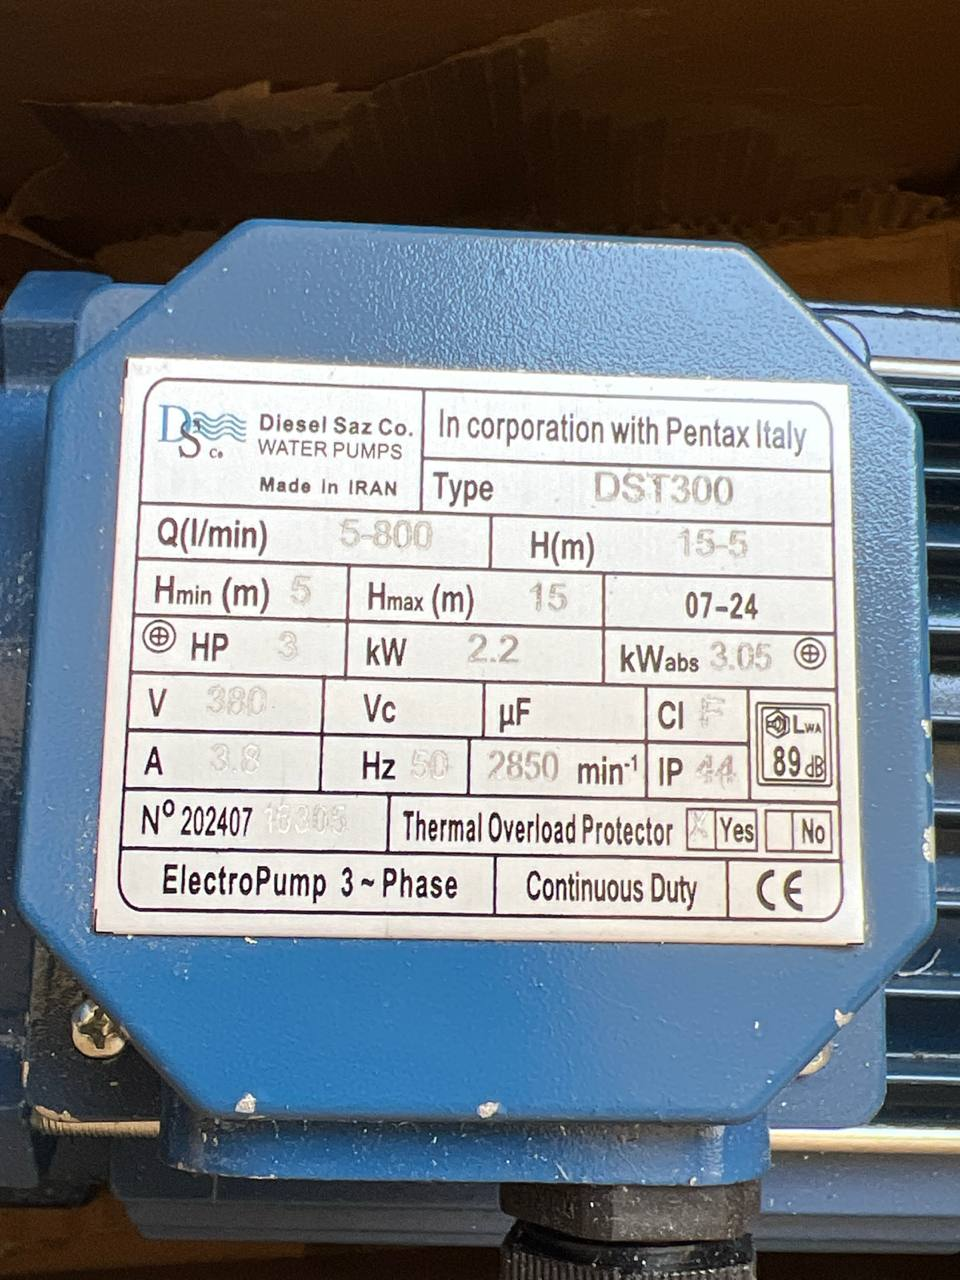 DS Co
Diesel Saz Co.
WATER PUMPS
Made In IRAN
In corporation with Pentax Italy
Type DST300
Q(l/min) 5-800 H(m) 15-5
Hmin (m) 5 Hmax (m) 15 07-24
HP 3 kW 2.2 kWabs 3.05
V 380 Vc µF Cl F
LWA
A 3.8 Hz 50 2850 min-1 IP 44 89 dB
Nº 202407 Thermal Overload Protector X Yes No
ElectroPump 3~Phase Continuous Duty CE